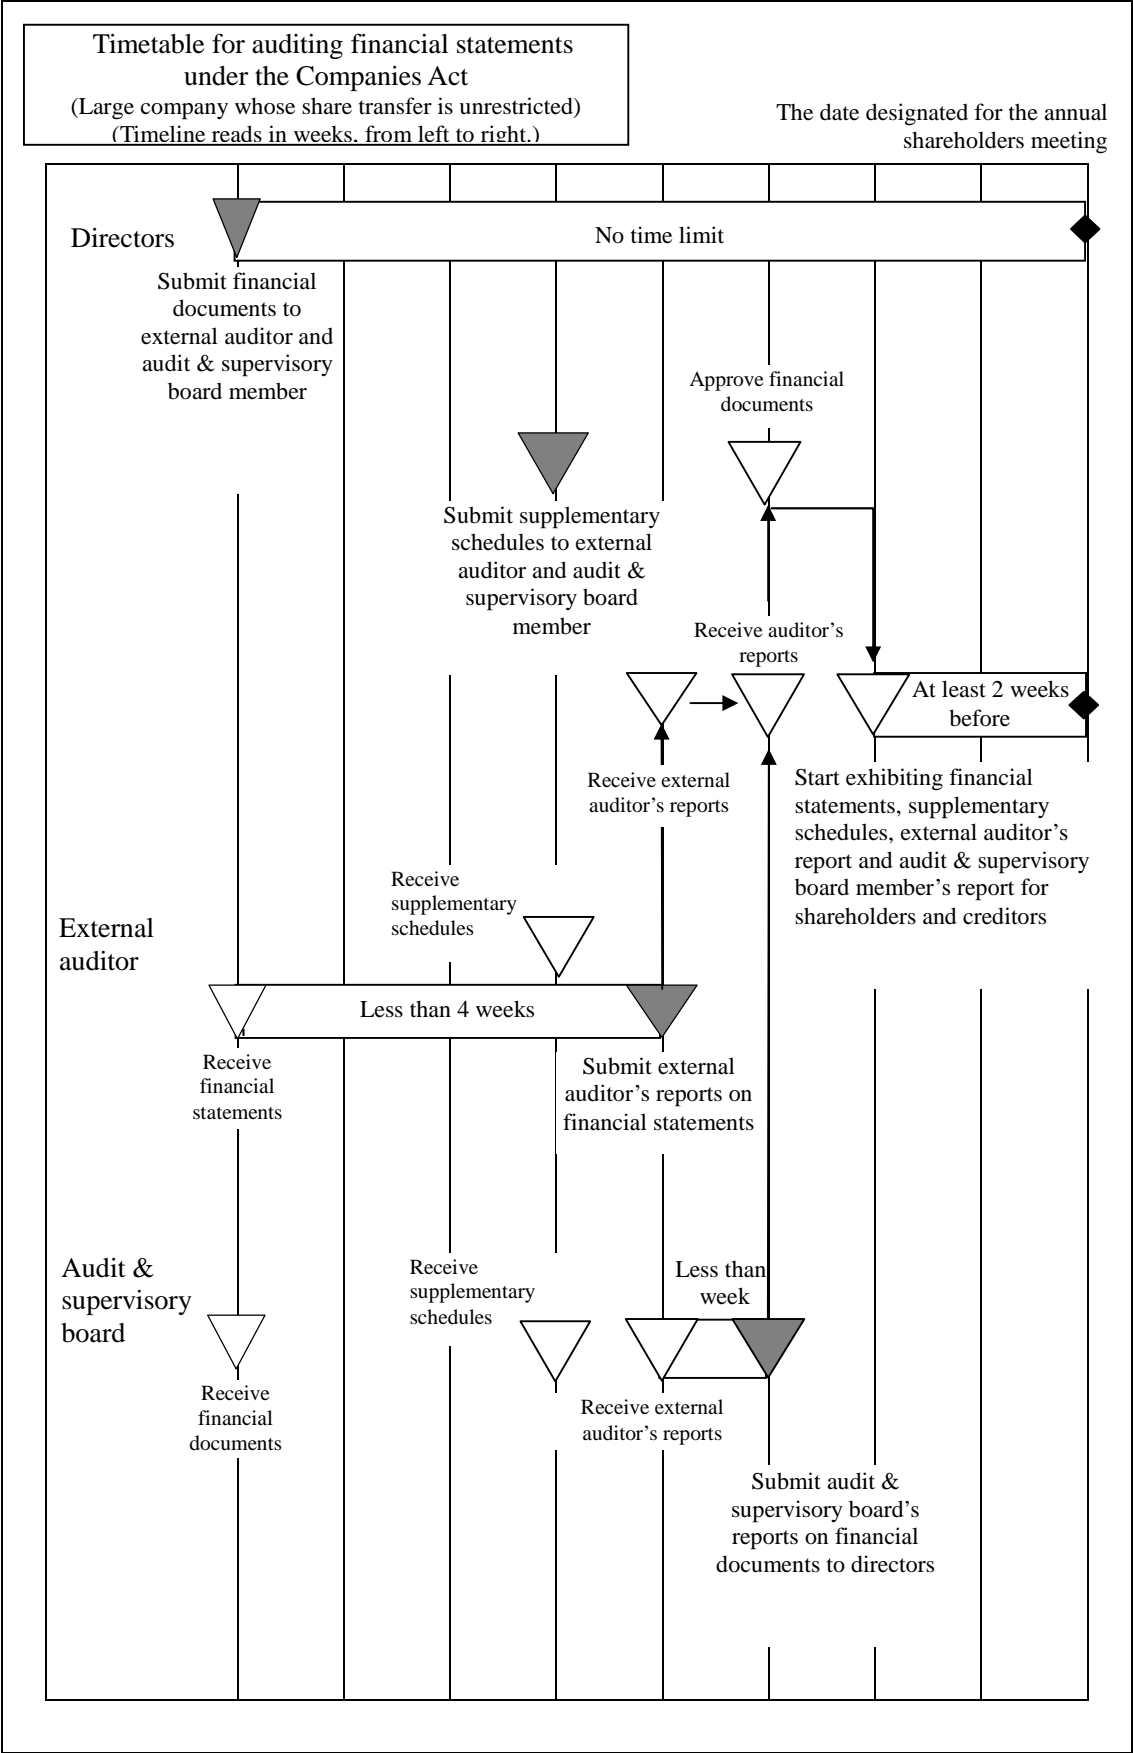 Timetable for auditing financial statements
under the Companies Act
(Large company whose share transfer is unrestricted)
(Timeline reads in weeks, from left to right.)
The date designated for the annual
shareholders meeting
Directors
No time limit
Submit financial
documents to
external auditor and
audit & supervisory
board member
Approve financial
documents
Submit supplementary
schedules to external
auditor and audit &
supervisory board
member
Receive auditor’s
reports
At least 2 weeks
before
Receive external
auditor’s reports
Start exhibiting financial
statements, supplementary
schedules, external auditor’s
report and audit & supervisory
board member’s report for
shareholders and creditors
Receive
supplementary
schedules
External
auditor
Less than 4 weeks
Receive
financial
statements
Submit external
auditor’s reports on
financial statements
Audit &
supervisory
board
Receive
supplementary
schedules
Less than
week
Receive
financial
documents
Receive external
auditor’s reports
Submit audit &
supervisory board’s
reports on financial
documents to directors